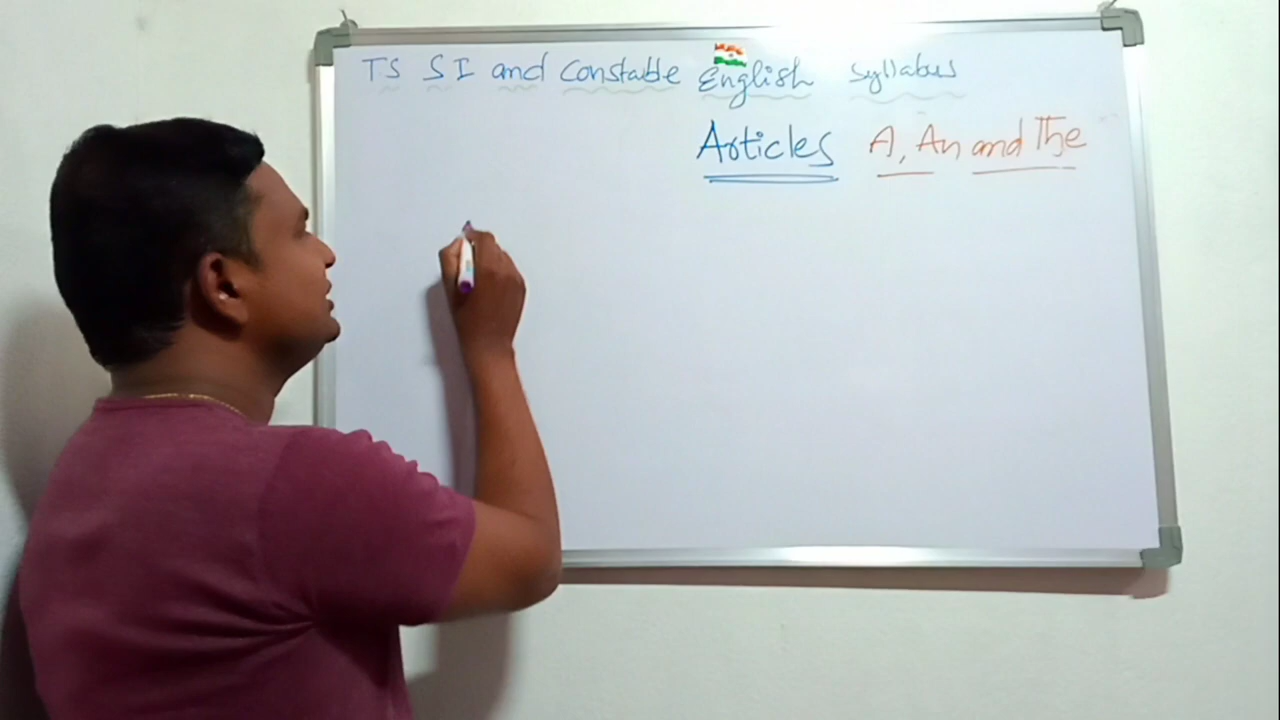 TS SI and Constable English Syllabus
Articles A, An and The